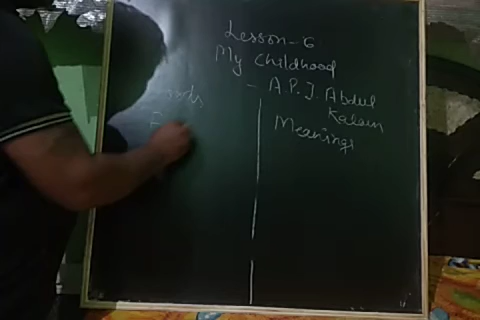 Lesson-6
My Childhood
- A.P.J. Abdul
Kalam
Meanings